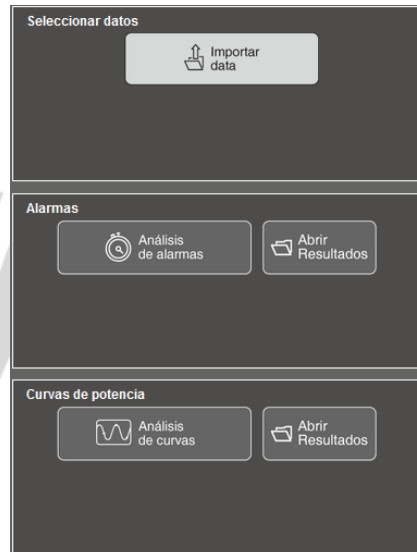 Seleccionar datos
Importar
data
Alarmas
Análisis
de alarmas
Abrir
Resultados
Curvas de potencia
Análisis
de curvas
Abrir
Resultados